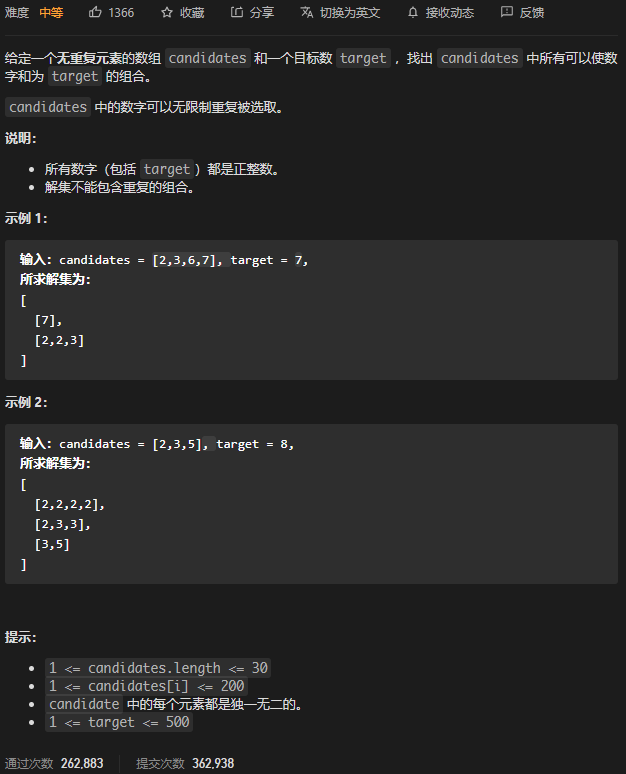 难度 中等 1366 收藏 分享 切换为英文 接收动态 反馈
给定一个无重复元素的数组 candidates 和一个目标数 target ，找出 candidates 中所有可以使数
字和为 target 的组合。
candidates 中的数字可以无限制重复被选取。
说明：
所有数字（包括 target）都是正整数。
解集不能包含重复的组合。
示例 1：
输入：candidates = [2,3,6,7], target = 7,
所求解集为：
[
[7],
[2,2,3]
]
示例 2：
输入：candidates = [2,3,5], target = 8,
所求解集为：
[
[2,2,2,2],
[2,3,3],
[3,5]
]
提示：
1 <= candidates.length <= 30
1 <= candidates[i] <= 200
candidate 中的每个元素都是独一无二的。
1 <= target <= 500
通过次数 262,883 提交次数 362,938